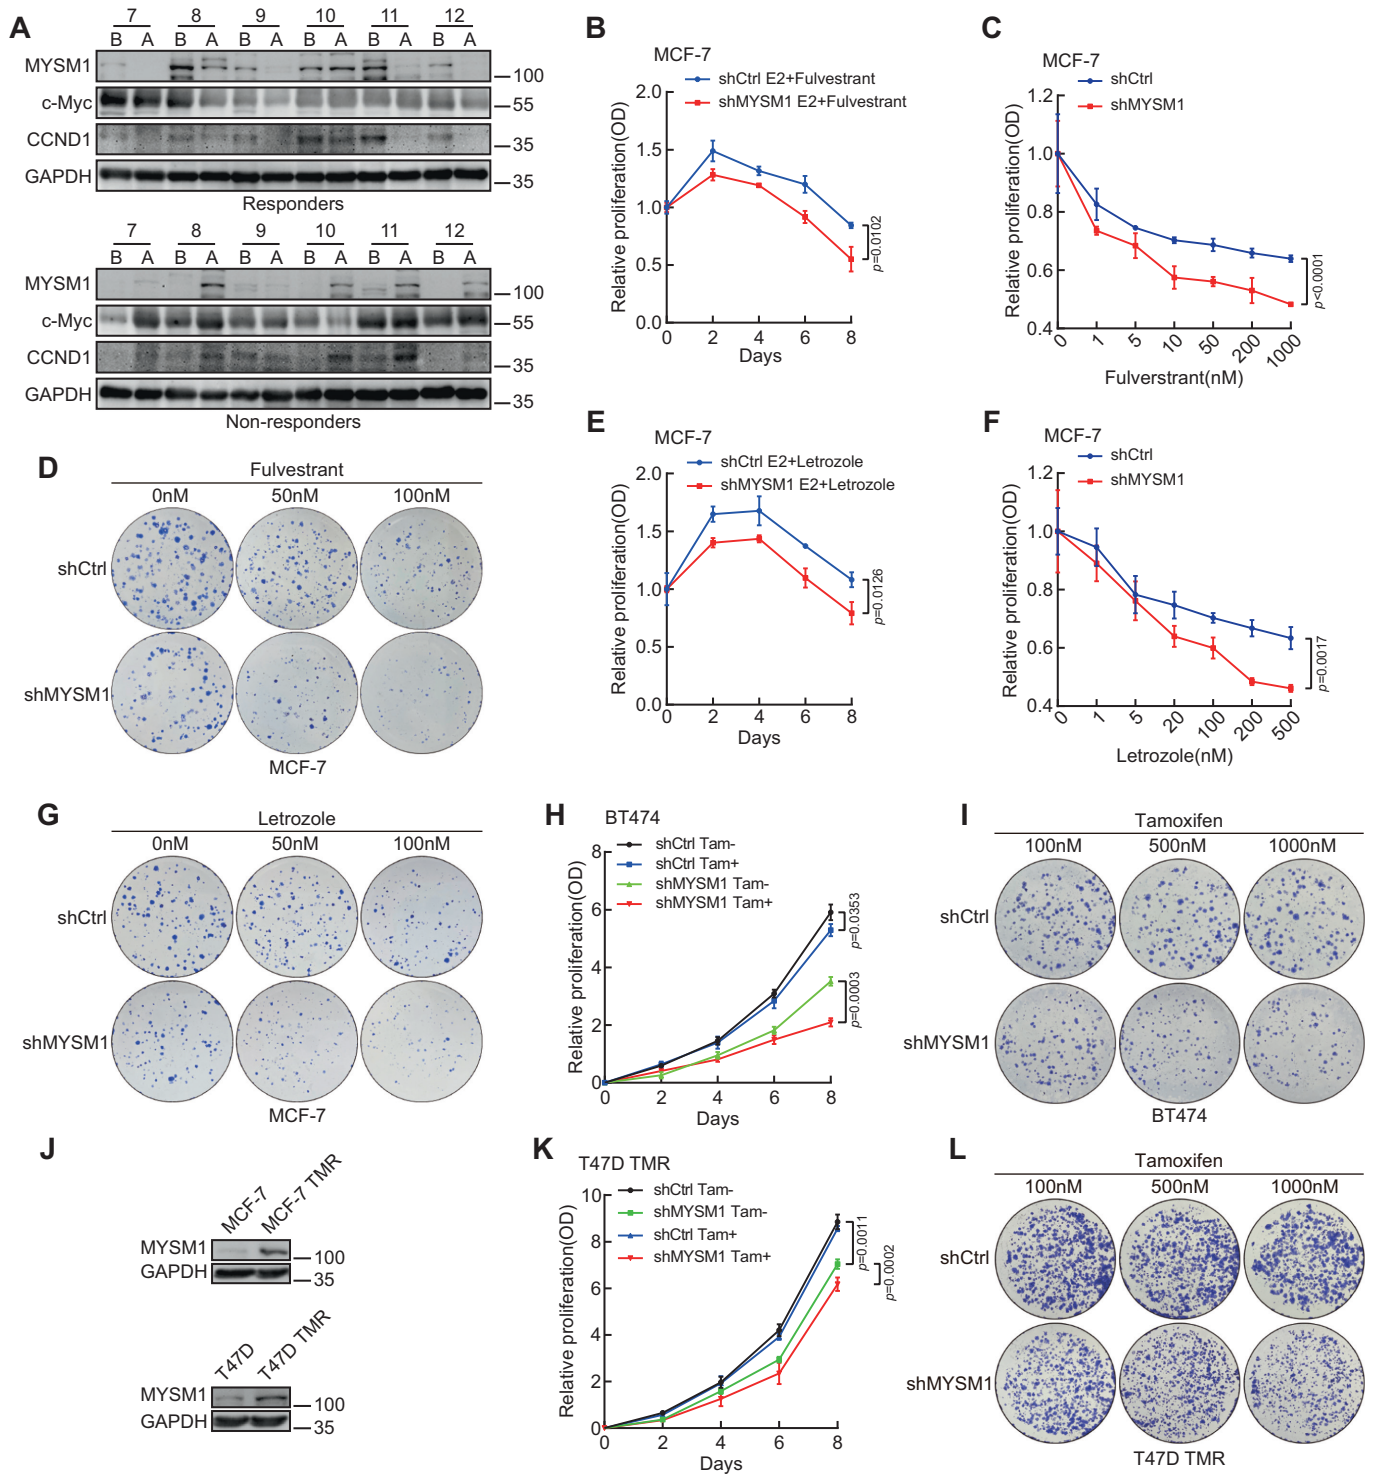 A
7 8 9 10 11 12
B A B A B A B A B A B A
MYSM1
100
c-Myc
55
CCND1
35
GAPDH
35
Responders
7 8 9 10 11 12
B A B A B A B A B A B A
MYSM1
100
c-Myc
55
CCND1
35
GAPDH
35
Non-responders
B
MCF-7
shCtrl E2+Fulvestrant
shMYSM1 E2+Fulvestrant
Relative proliferation(OD)
2.0
1.5
1.0
0.5
0.0
0 2 4 6 8
Days
p=0.0102
C
MCF-7
shCtrl
shMYSM1
Relative proliferation(OD)
1.2
1.0
0.8
0.6
0.4
0 1 5 10 50 200 1000
Fulverstrant(nM)
p<0.0001
D
Fulvestrant
0nM 50nM 100nM
shCtrl
shMYSM1
MCF-7
E
MCF-7
shCtrl E2+Letrozole
shMYSM1 E2+Letrozole
Relative proliferation(OD)
2.0
1.5
1.0
0.5
0.0
0 2 4 6 8
Days
p=0.0126
F
MCF-7
shCtrl
shMYSM1
Relative proliferation(OD)
1.2
1.0
0.8
0.6
0.4
0 1 5 20 100 200 500
Letrozole(nM)
p=0.0017
G
Letrozole
0nM 50nM 100nM
shCtrl
shMYSM1
MCF-7
H
BT474
shCtrl Tam-
shCtrl Tam+
shMYSM1 Tam-
shMYSM1 Tam+
Relative proliferation(OD)
8
6
4
2
0
0 2 4 6 8
Days
p=0.0353
p=0.0003
I
Tamoxifen
100nM 500nM 1000nM
shCtrl
shMYSM1
BT474
J
MCF-7 MCF-7 TMR
MYSM1
100
GAPDH
35
T47D T47D TMR
MYSM1
100
GAPDH
35
K
T47D TMR
shCtrl Tam-
shMYSM1 Tam-
shCtrl Tam+
shMYSM1 Tam+
Relative proliferation(OD)
10
8
6
4
2
0
0 2 4 6 8
Days
p=0.0011
p=0.0002
L
Tamoxifen
100nM 500nM 1000nM
shCtrl
shMYSM1
T47D TMR